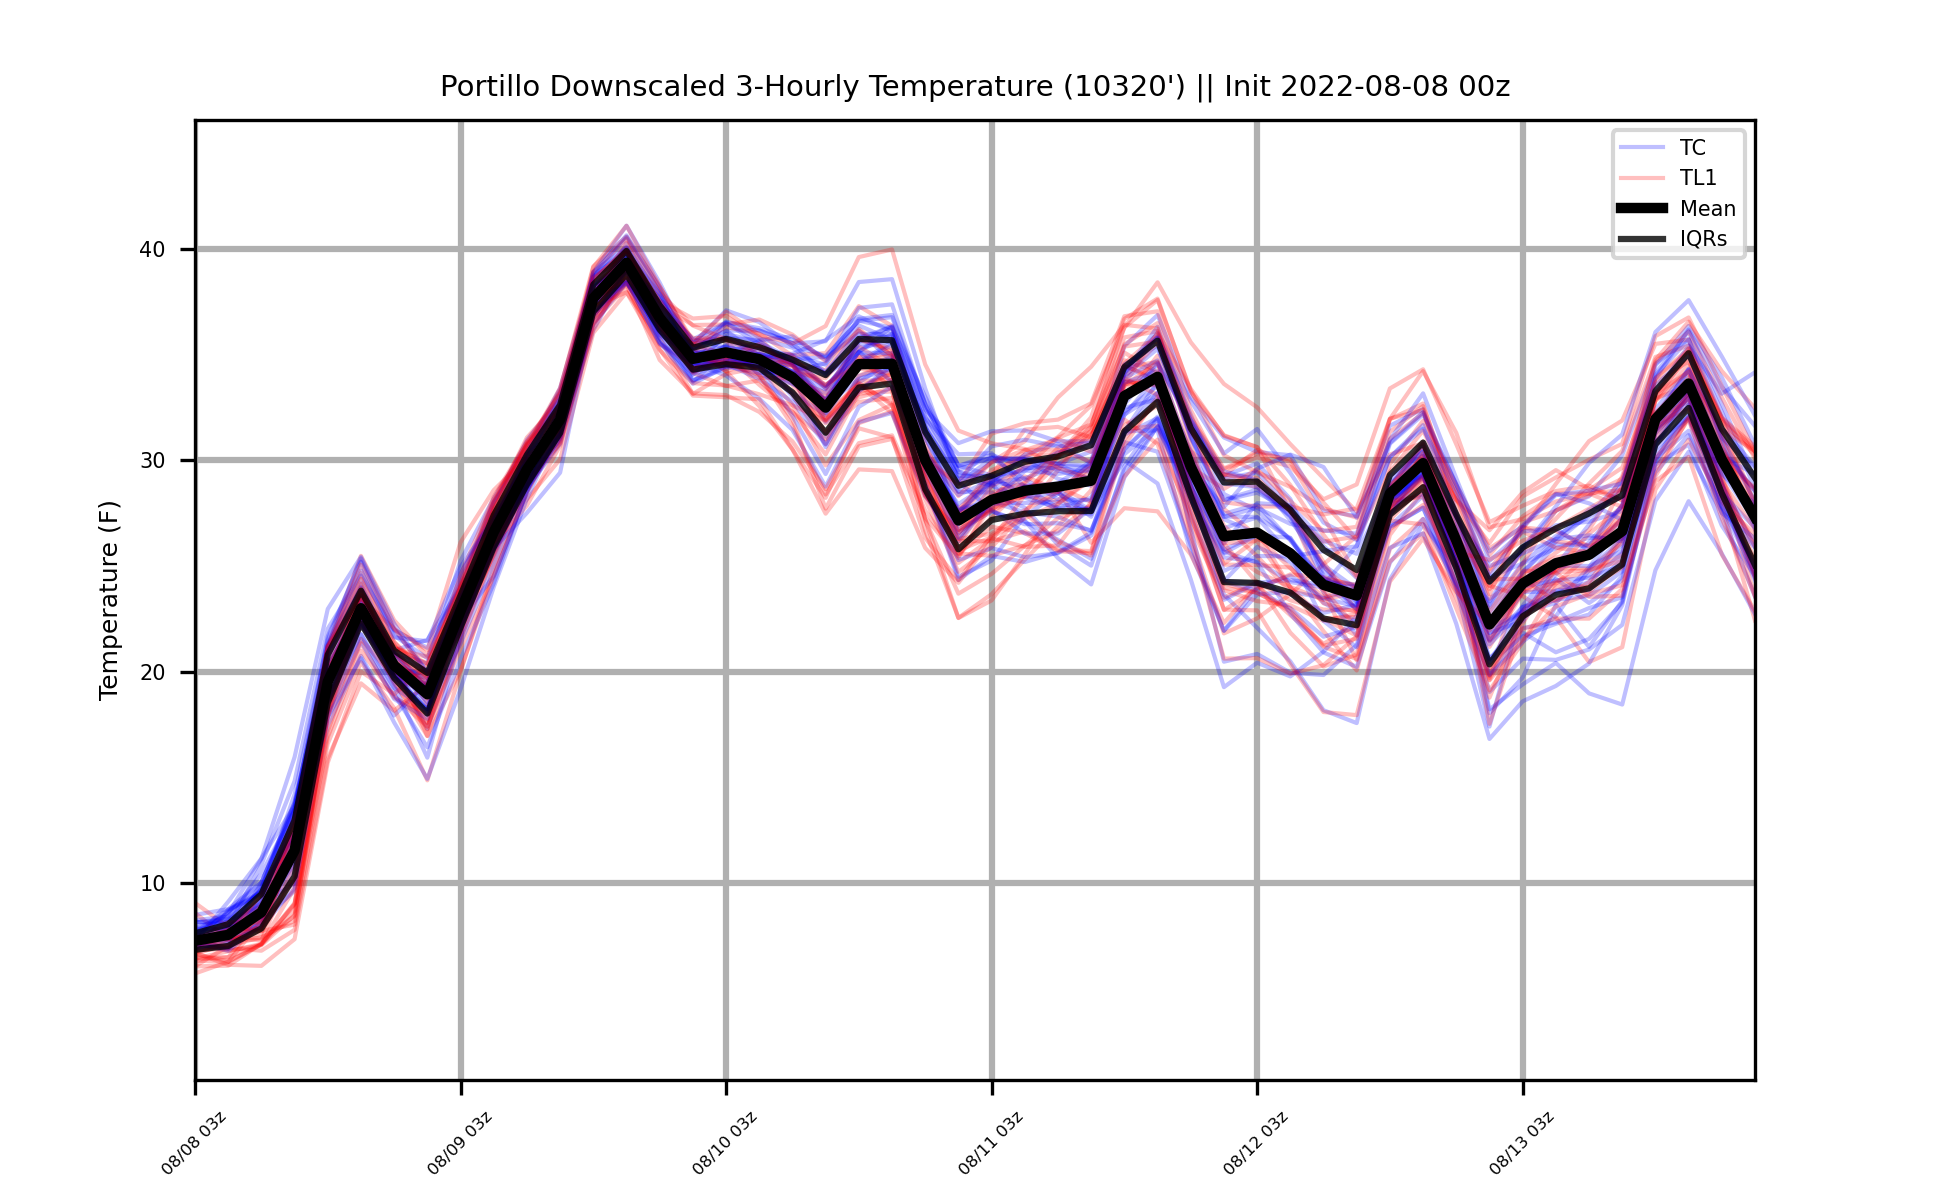 Portillo Downscaled 3-Hourly Temperature (10320') || Init 2022-08-08 00z
TC
TL1
Mean
IQRs
Temperature (F)
40
30
20
10
08/08 03z
08/09 03z
08/10 03z
08/11 03z
08/12 03z
08/13 03z